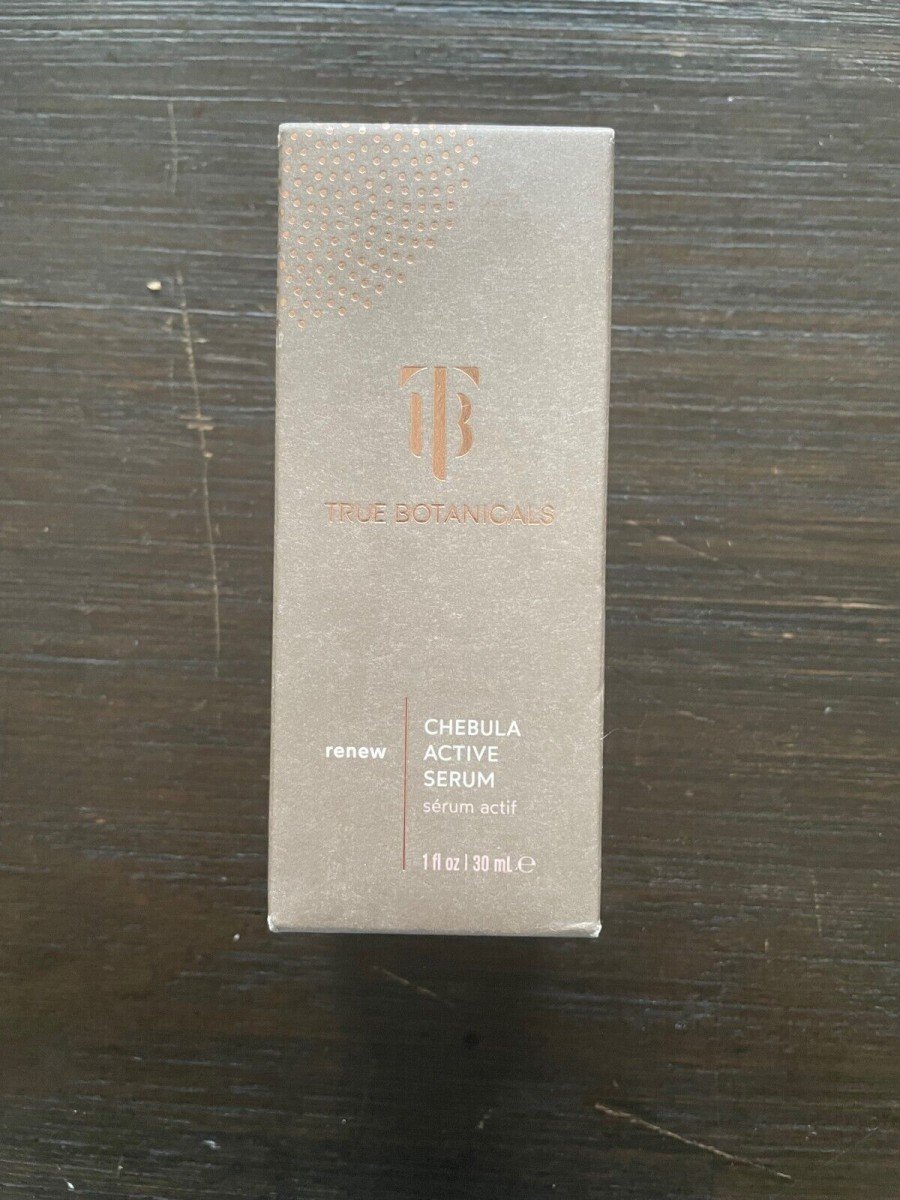 TB
TRUE BOTANICALS
renew
CHEBULA
ACTIVE
SERUM
sérum actif
1 fl oz | 30 mL ℮